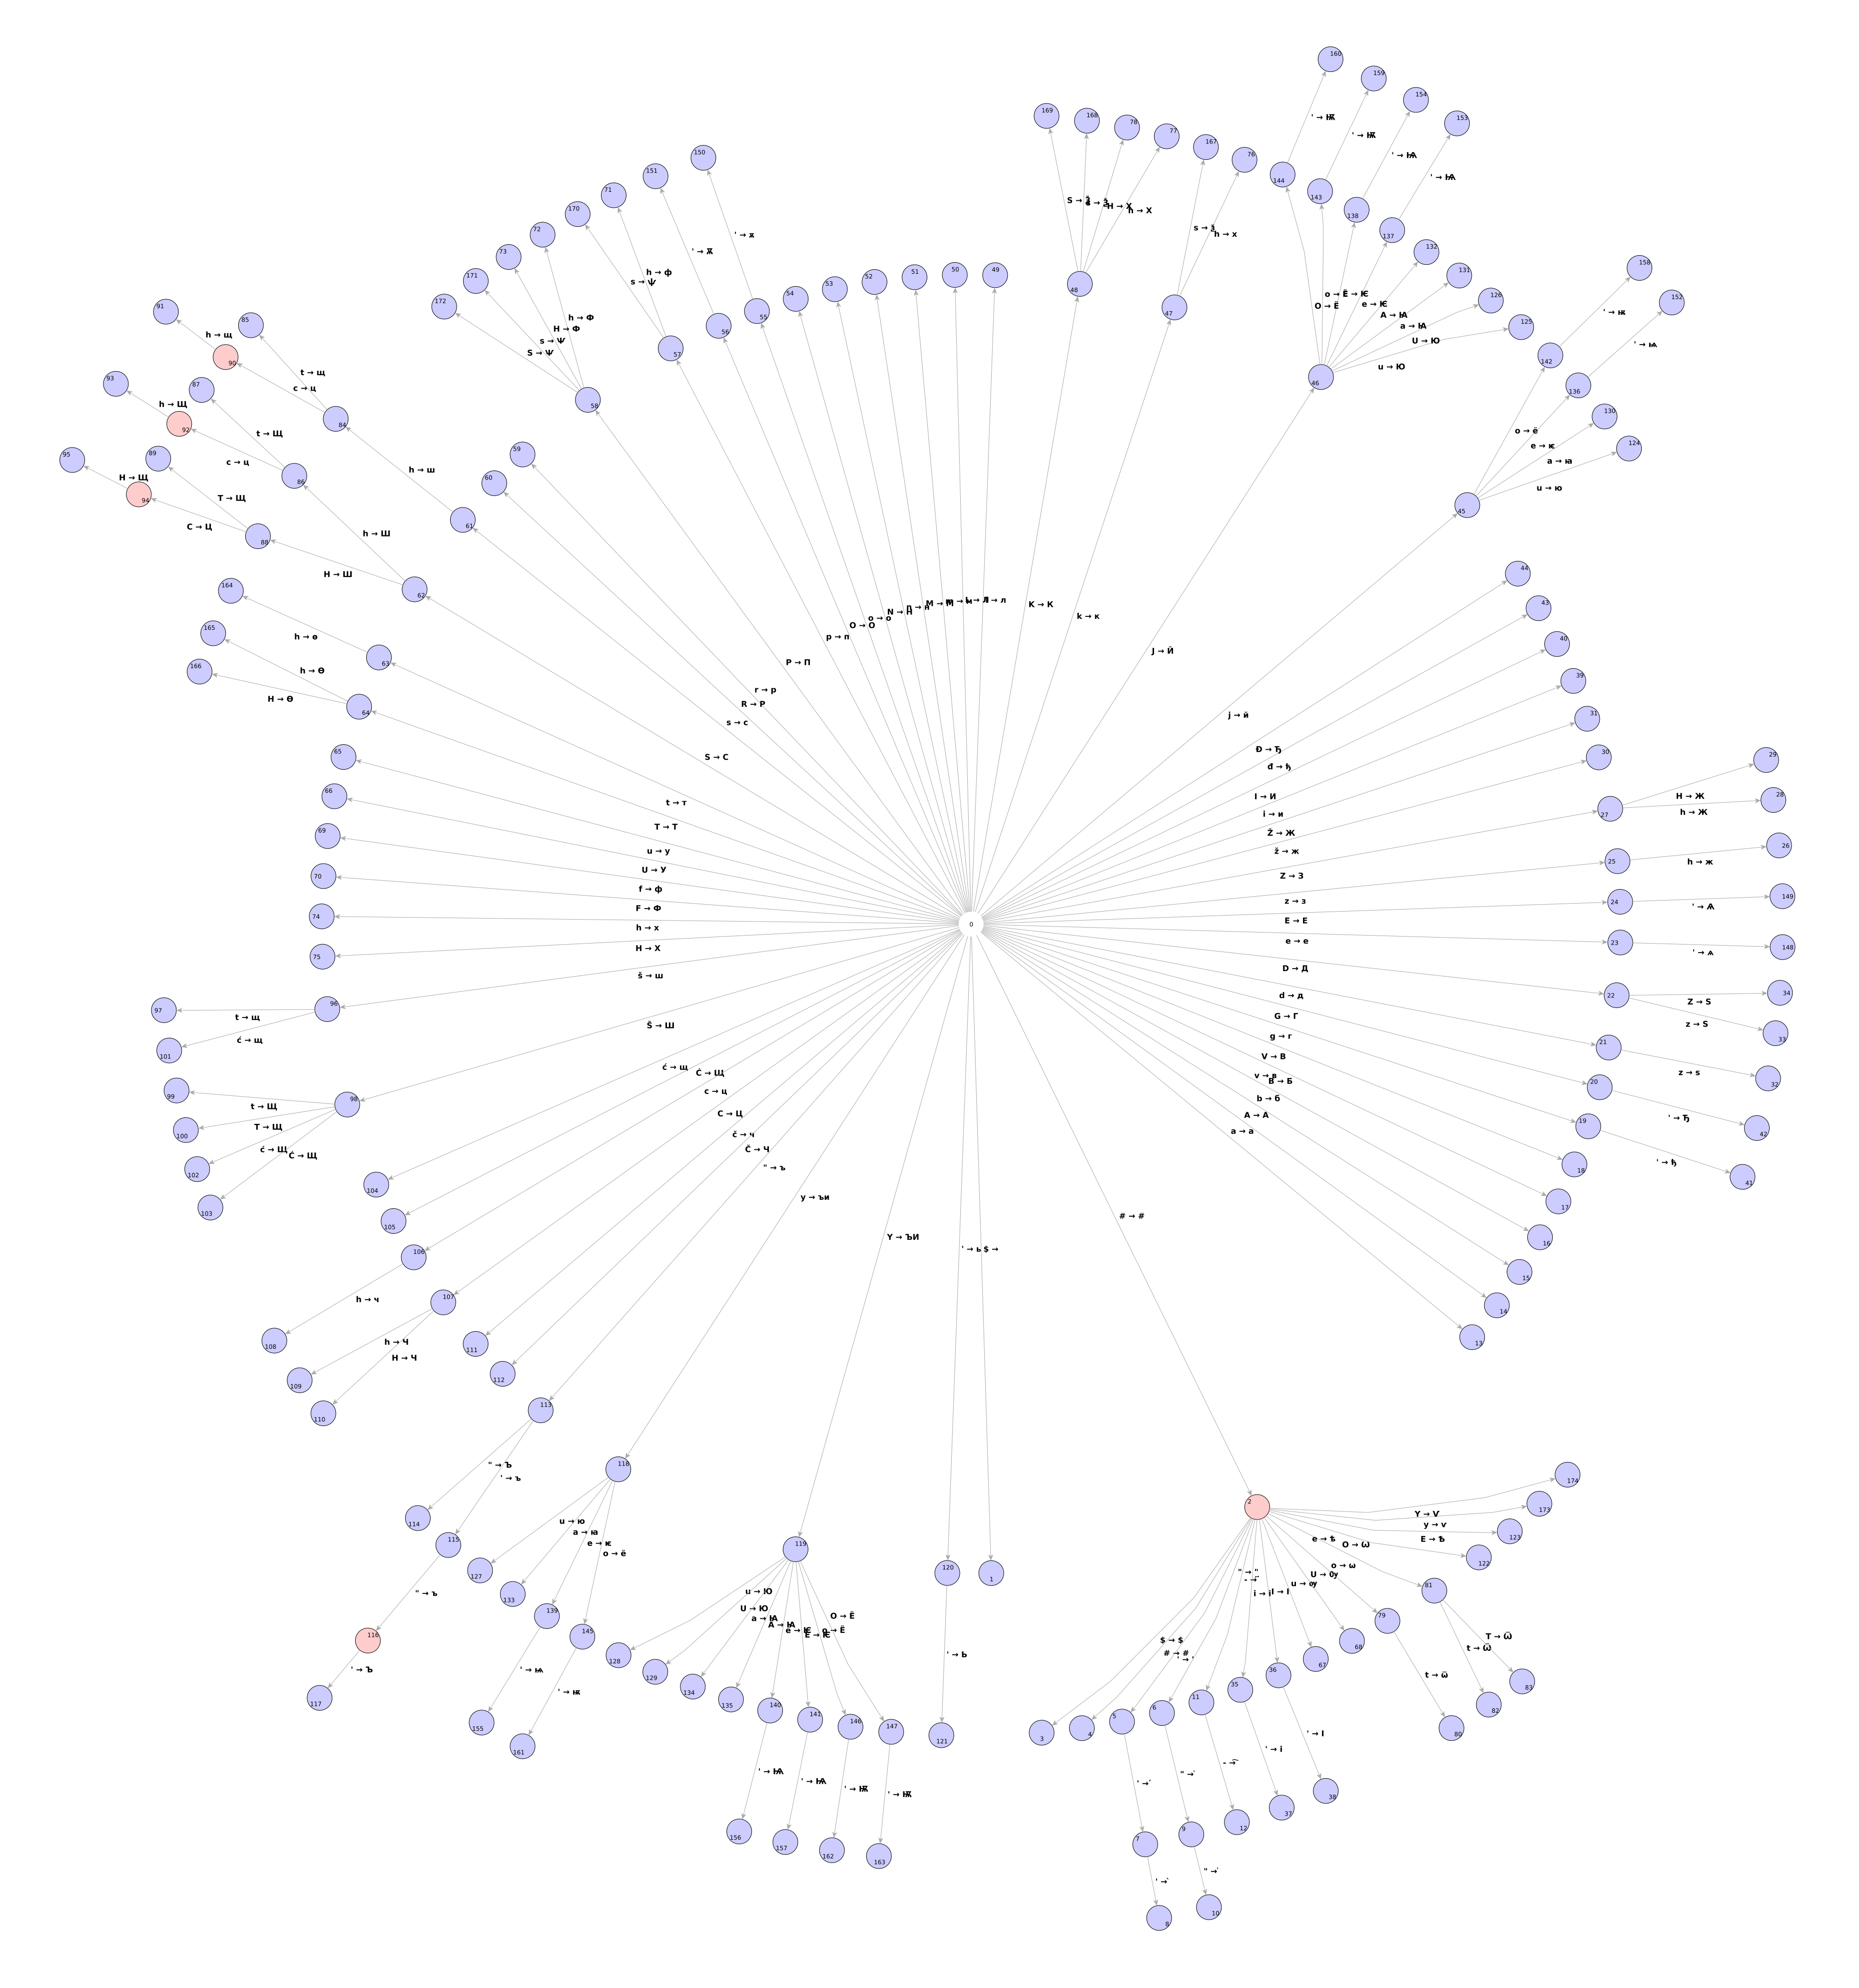 160
159
154
153
169
168
78
77
167
76
144
143
138
137
132
131
126
125
158
152
142
136
130
124
150
151
71
170
72
73
171
172
91
85
90
93
87
92
95
89
94
84
86
88
61
62
164
165
166
63
64
58
57
56
55
54
53
52
51
50
49
48
47
46
45
59
60
44
43
40
39
31
30
27
29
28
25
26
24
149
23
148
22
34
33
21
32
20
42
19
41
18
17
16
15
14
13
0
65
66
69
70
74
75
96
97
101
98
99
100
102
103
104
105
106
107
108
109
110
111
112
113
114
115
116
117
118
127
133
139
145
155
161
119
128
129
134
135
140
141
146
147
156
157
162
163
120
121
1
2
174
173
123
122
81
79
68
67
36
35
11
6
5
4
3
83
82
80
38
37
12
9
7
10
8
h → щ
t → щ
c → ц
h → Щ
t → Щ
c → ц
H → Щ
T → Щ
C → Ц
h → ш
h → Ш
H → Ш
h → ѳ
h → Ѳ
H → Ѳ
h → ф
s → Ѱ
h → Ф
H → Ф
s → Ѱ
S → Ѱ
' → Ѫ
' → ѫ
H → Х
h → Х
h → х
' → Ѭ
' → Ѭ
' → Ѩ
' → Ѩ
O → Ё
e → Ѥ
A → Ꙗ
a → Ꙗ
U → Ю
u → Ю
' → ѭ
' → ѩ
o → ё
e → ѥ
a → ꙗ
u → ю
K → К
k → к
J → Й
j → й
O → О
o → о
p → п
P → П
r → р
R → Р
s → с
S → С
t → т
T → Т
u → у
U → У
f → ф
F → Ф
h → х
H → Х
š → ш
Š → Ш
Đ → Ђ
đ → ђ
I → И
i → и
Ž → Ж
ž → ж
Z → З
z → з
E → Е
e → е
D → Д
d → д
G → Г
g → г
V → В
v → в
B → Б
b → б
A → А
a → а
H → Ж
h → Ж
h → ж
' → Ѧ
' → ѧ
Z → Ѕ
z → Ѕ
z → ѕ
' → Ђ
' → ђ
t → щ
ć → щ
t → Щ
T → Щ
ć → Щ
Ć → Щ
ć → щ
Ć → Щ
c → ц
C → Ц
č → ч
Č → Ч
" → ъ
y → ъи
Y → ЪИ
' → ь
$ →
# → #
h → ч
h → Ч
H → Ч
" → Ъ
' → ъ
" → ъ
' → Ъ
u → ю
a → ꙗ
e → ѥ
o → ё
' → ѩ
' → ѭ
u → Ю
U → Ю
a → Ꙗ
A → Ꙗ
e → Ѥ
E → Ѥ
o → Ё
O → Ё
' → Ѩ
' → Ѩ
' → Ѭ
' → Ѭ
' → Ь
Y → Ѵ
y → ѵ
E → Ѣ
e → ѣ
O → Ѡ
o → ѡ
i → і
I → І
$ → $
# → #
T → Ѿ
t → Ѿ
t → ѿ
' → і
' → І